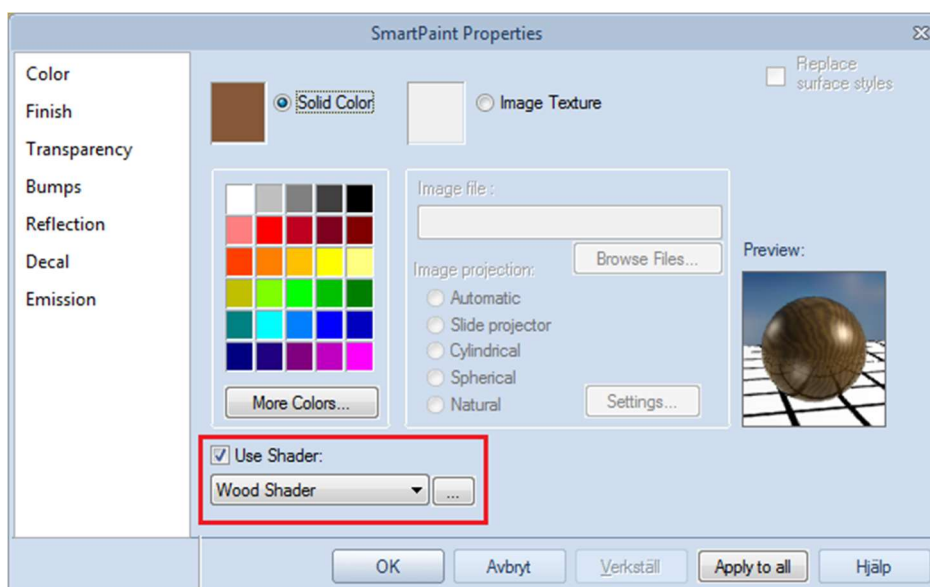 SmartPaint Properties
Color
Finish
Transparency
Bumps
Reflection
Decal
Emission
Solid Color
Image Texture
Replace
surface styles
Image file :
Browse Files...
Image projection:
Automatic
Slide projector
Cylindrical
Spherical
Natural
Settings...
More Colors...
Preview:
Use Shader:
Wood Shader
...
OK
Avbryt
Verkställ
Apply to all
Hjälp